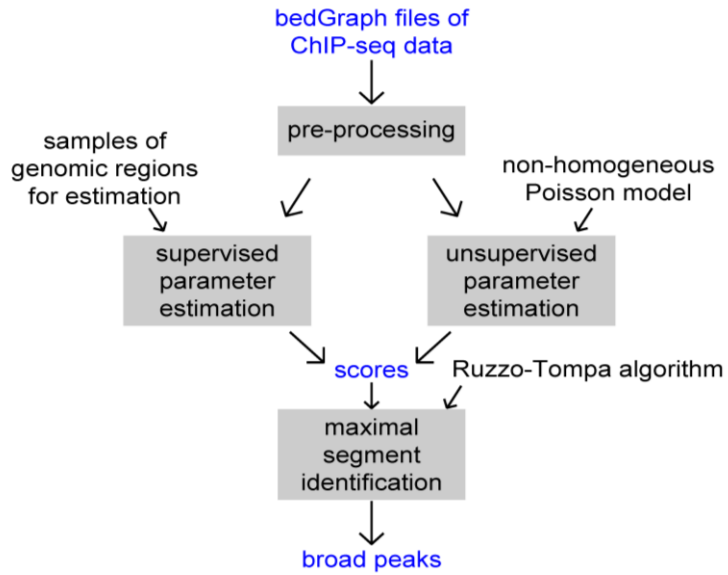 bedGraph files of
ChIP-seq data
pre-processing
samples of
genomic regions
for estimation
non-homogeneous
Poisson model
supervised
parameter
estimation
unsupervised
parameter
estimation
scores
Ruzzo-Tompa algorithm
maximal
segment
identification
broad peaks